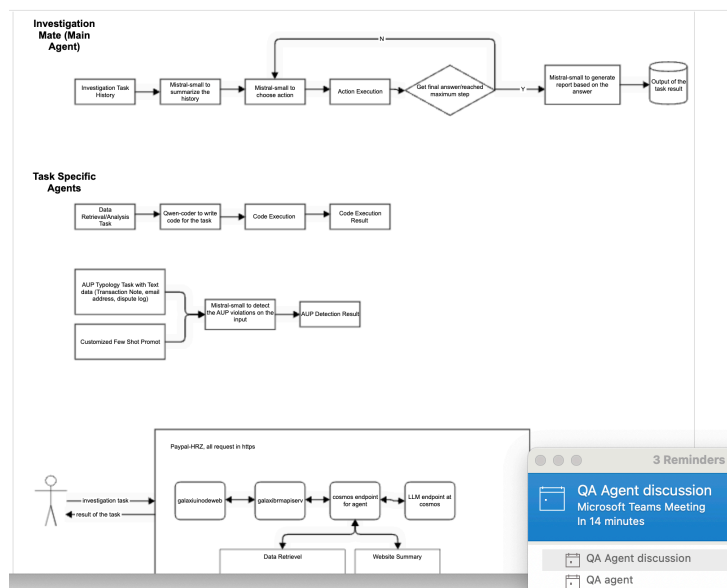 Investigation
Mate (Main
Agent)
N
Investigation Task
History
Mistral-small to
summarize the
history
Mistral-small to
choose action
Action Execution
Get final answer/reached
maximum step
Y
Mistral-small to generate
report based on the
answer
Output of the
task result
Task Specific
Agents
Data
Retrieval/Analysis
Task
Qwen-coder to write
code for the task
Code Execution
Code Execution
Result
AUP Typology Task with Text
data (Transaction Note, email
address, dispute log)
Mistral-small to detect
the AUP violations on the
input
AUP Detection Result
Customized Few Shot Promot
Paypal-HRZ, all request in https
investigation task
result of the task
galaxiuinodeweb
galaxibrmapiserv
cosmos endpoint
for agent
LLM endpoint at
cosmos
Data Retrievel
Website Summary
3 Reminders
QA Agent discussion
Microsoft Teams Meeting
In 14 minutes
QA Agent discussion
QA agent